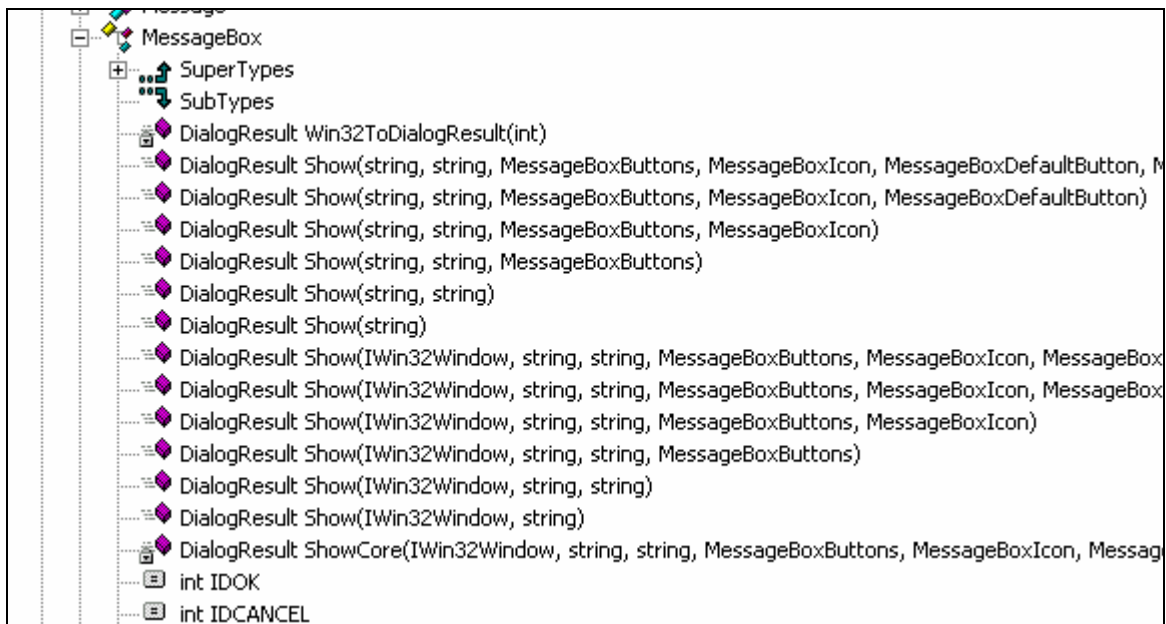 Message
MessageBox
SuperTypes
SubTypes
DialogResult Win32ToDialogResult(int)
DialogResult Show(string, string, MessageBoxButtons, MessageBoxIcon, MessageBoxDefaultButton, M
DialogResult Show(string, string, MessageBoxButtons, MessageBoxIcon, MessageBoxDefaultButton)
DialogResult Show(string, string, MessageBoxButtons, MessageBoxIcon)
DialogResult Show(string, string, MessageBoxButtons)
DialogResult Show(string, string)
DialogResult Show(string)
DialogResult Show(IWin32Window, string, string, MessageBoxButtons, MessageBoxIcon, MessageBox
DialogResult Show(IWin32Window, string, string, MessageBoxButtons, MessageBoxIcon, MessageBox
DialogResult Show(IWin32Window, string, string, MessageBoxButtons, MessageBoxIcon)
DialogResult Show(IWin32Window, string, string, MessageBoxButtons)
DialogResult Show(IWin32Window, string, string)
DialogResult Show(IWin32Window, string)
DialogResult ShowCore(IWin32Window, string, string, MessageBoxButtons, MessageBoxIcon, Messag
int IDOK
int IDCANCEL